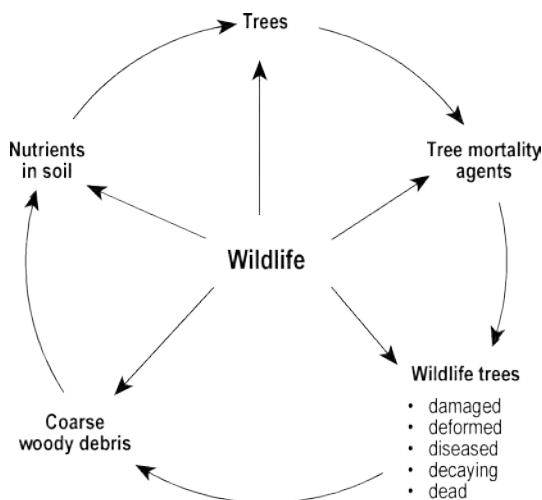 Trees
Nutrients
in soil
Tree mortality
agents
Wildlife
Coarse
woody debris
Wildlife trees
• damaged
• deformed
• diseased
• decaying
• dead